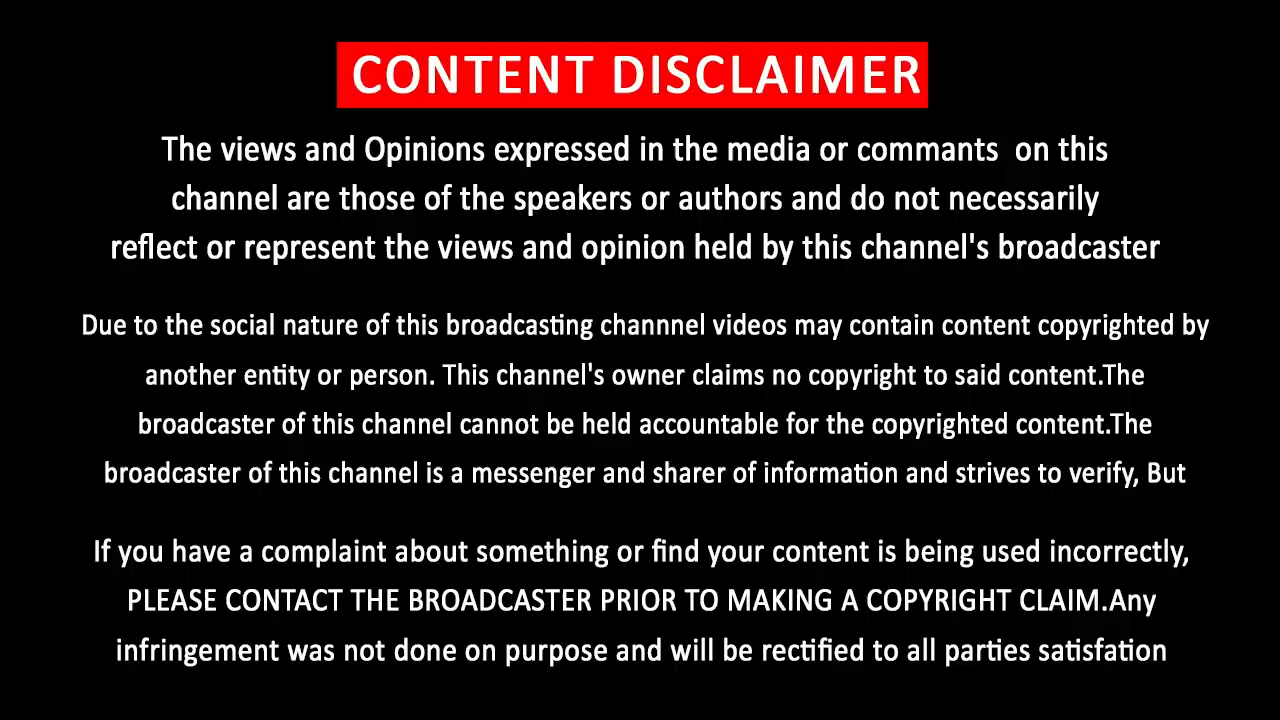 CONTENT DISCLAIMER
The views and Opinions expressed in the media or commants on this
channel are those of the speakers or authors and do not necessarily
reflect or represent the views and opinion held by this channel's broadcaster
Due to the social nature of this broadcasting channnel videos may contain content copyrighted by
another entity or person. This channel's owner claims no copyright to said content.The
broadcaster of this channel cannot be held accountable for the copyrighted content.The
broadcaster of this channel is a messenger and sharer of information and strives to verify, But
If you have a complaint about something or find your content is being used incorrectly,
PLEASE CONTACT THE BROADCASTER PRIOR TO MAKING A COPYRIGHT CLAIM.Any
infringement was not done on purpose and will be rectified to all parties satisfation